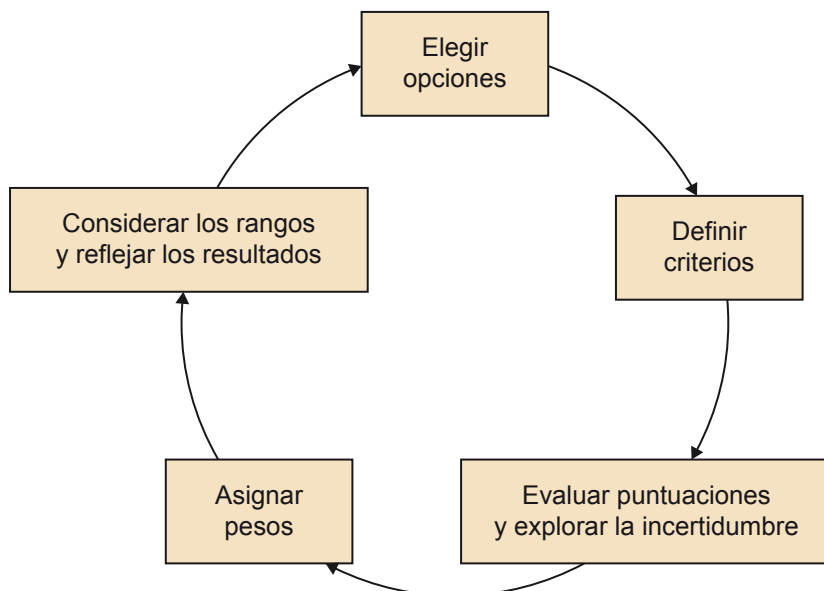 Elegir
opciones
Definir
criterios
Evaluar puntuaciones
y explorar la incertidumbre
Asignar
pesos
Considerar los rangos
y reflejar los resultados